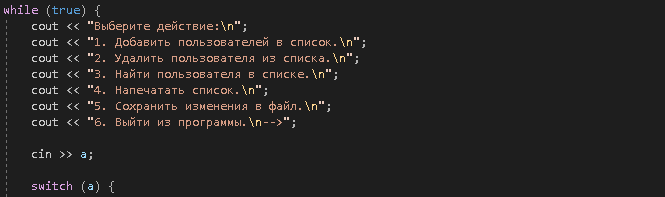 while (true) {
cout << "Выберите действие:\n";
cout << "1. Добавить пользователей в список.\n";
cout << "2. Удалить пользователя из списка.\n";
cout << "3. Найти пользователя в списке.\n";
cout << "4. Напечатать список.\n";
cout << "5. Сохранить изменения в файл.\n";
cout << "6. Выйти из программы.\n-->";
cin >> a;
switch (a) {